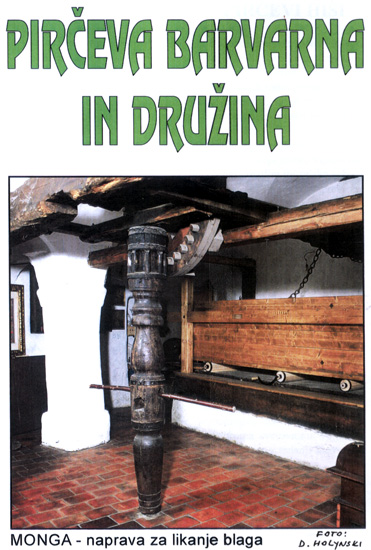 PIRČEVA BARVARNA
IN DRUŽINA
MONGA - naprava za likanje blaga
FOTO:
D. HOLYNSKI